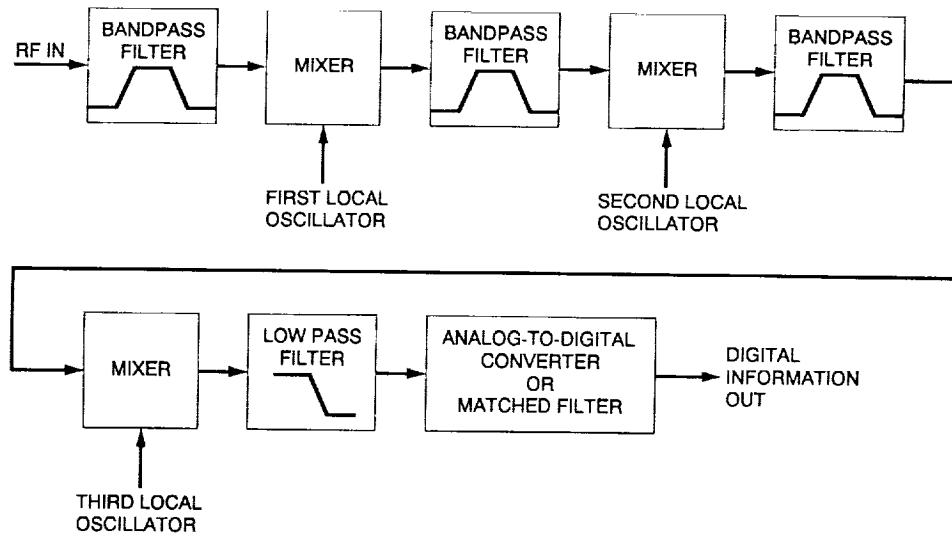 RF IN
BANDPASS
FILTER
MIXER
BANDPASS
FILTER
MIXER
BANDPASS
FILTER
FIRST LOCAL
OSCILLATOR
SECOND LOCAL
OSCILLATOR
MIXER
LOW PASS
FILTER
ANALOG-TO-DIGITAL
CONVERTER
OR
MATCHED FILTER
DIGITAL
INFORMATION
OUT
THIRD LOCAL
OSCILLATOR